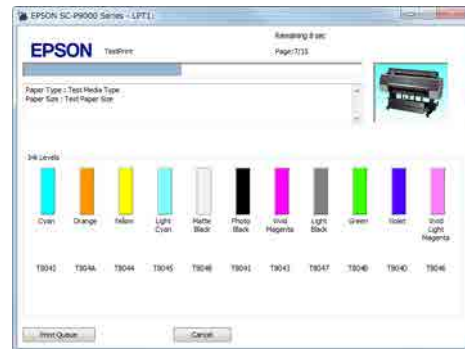 EPSON SC-P9000 Series - LPT1:
Remaining 8 sec
EPSON TestPrint Page:7/15
Paper Type : Test Media Type
Paper Size : Test Paper Size
Ink Levels
Cyan Orange Yellow Light Cyan Matte Black Photo Black Vivid Magenta Light Black Green Violet Vivid Light Magenta
T8042 T804A T8044 T8045 T8048 T8041 T8043 T8047 T804B T804D T8046
Print Queue Cancel